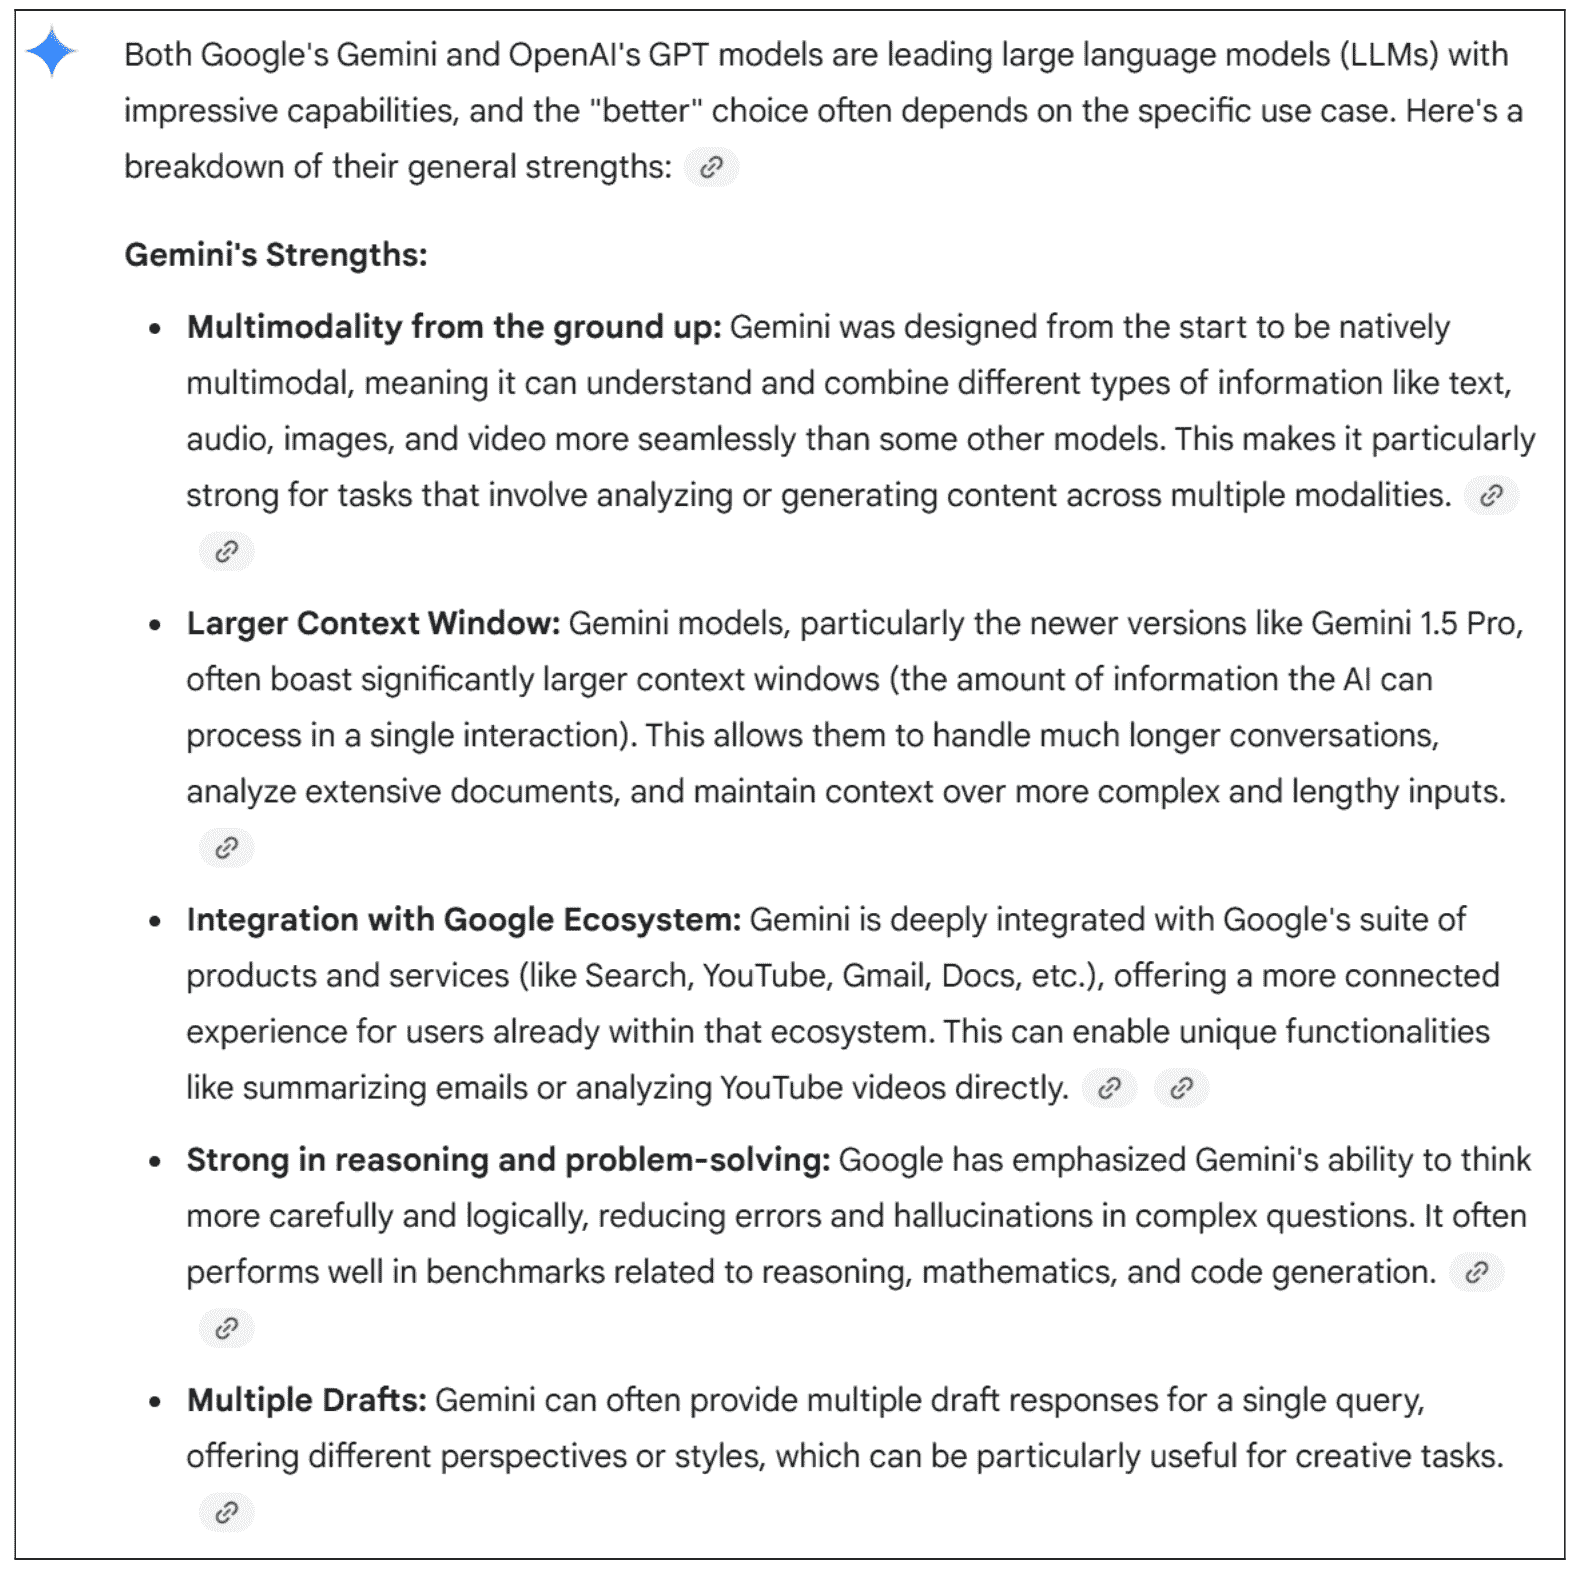 Both Google's Gemini and OpenAI's GPT models are leading large language models (LLMs) with
impressive capabilities, and the "better" choice often depends on the specific use case. Here's a
breakdown of their general strengths:
Gemini's Strengths:
• Multimodality from the ground up: Gemini was designed from the start to be natively
multimodal, meaning it can understand and combine different types of information like text,
audio, images, and video more seamlessly than some other models. This makes it particularly
strong for tasks that involve analyzing or generating content across multiple modalities.
• Larger Context Window: Gemini models, particularly the newer versions like Gemini 1.5 Pro,
often boast significantly larger context windows (the amount of information the AI can
process in a single interaction). This allows them to handle much longer conversations,
analyze extensive documents, and maintain context over more complex and lengthy inputs.
• Integration with Google Ecosystem: Gemini is deeply integrated with Google's suite of
products and services (like Search, YouTube, Gmail, Docs, etc.), offering a more connected
experience for users already within that ecosystem. This can enable unique functionalities
like summarizing emails or analyzing YouTube videos directly.
• Strong in reasoning and problem-solving: Google has emphasized Gemini's ability to think
more carefully and logically, reducing errors and hallucinations in complex questions. It often
performs well in benchmarks related to reasoning, mathematics, and code generation.
• Multiple Drafts: Gemini can often provide multiple draft responses for a single query,
offering different perspectives or styles, which can be particularly useful for creative tasks.